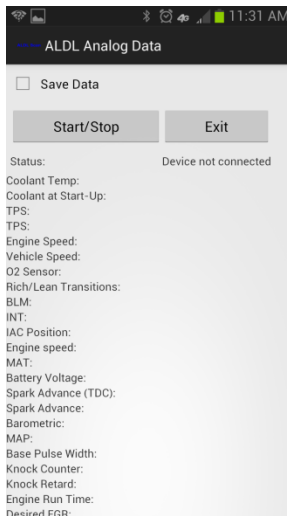 4G 11:31 AM
ALDL Analog Data
Save Data
Start/Stop Exit
Status: Device not connected
Coolant Temp:
Coolant at Start-Up:
TPS:
TPS:
Engine Speed:
Vehicle Speed:
O2 Sensor:
Rich/Lean Transitions:
BLM:
INT:
IAC Position:
Engine speed:
MAT:
Battery Voltage:
Spark Advance (TDC):
Spark Advance:
Barometric:
MAP:
Base Pulse Width:
Knock Counter:
Knock Retard:
Engine Run Time:
Desired EGR: